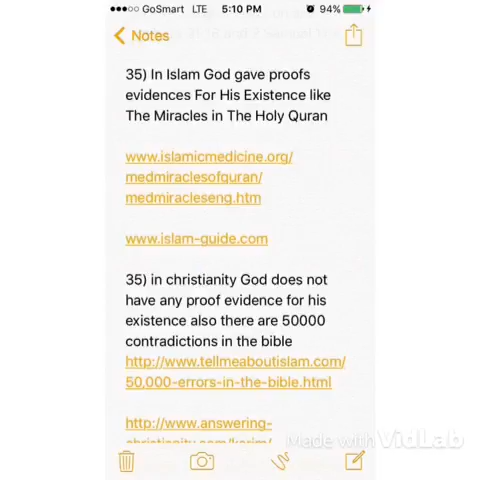 GoSmart LTE 5:10 PM 94%
Notes
35) In Islam God gave proofs
evidences For His Existence like
The Miracles in The Holy Quran
www.islamicmedicine.org/
medmiraclesofquran/
medmiracleseng.htm
www.islam-guide.com
35) in christianity God does not
have any proof evidence for his
existence also there are 50000
contradictions in the bible
http://www.tellmeaboutislam.com/
50,000-errors-in-the-bible.html
http://www.answering-
christianity.com/karim/
Made with VidLab